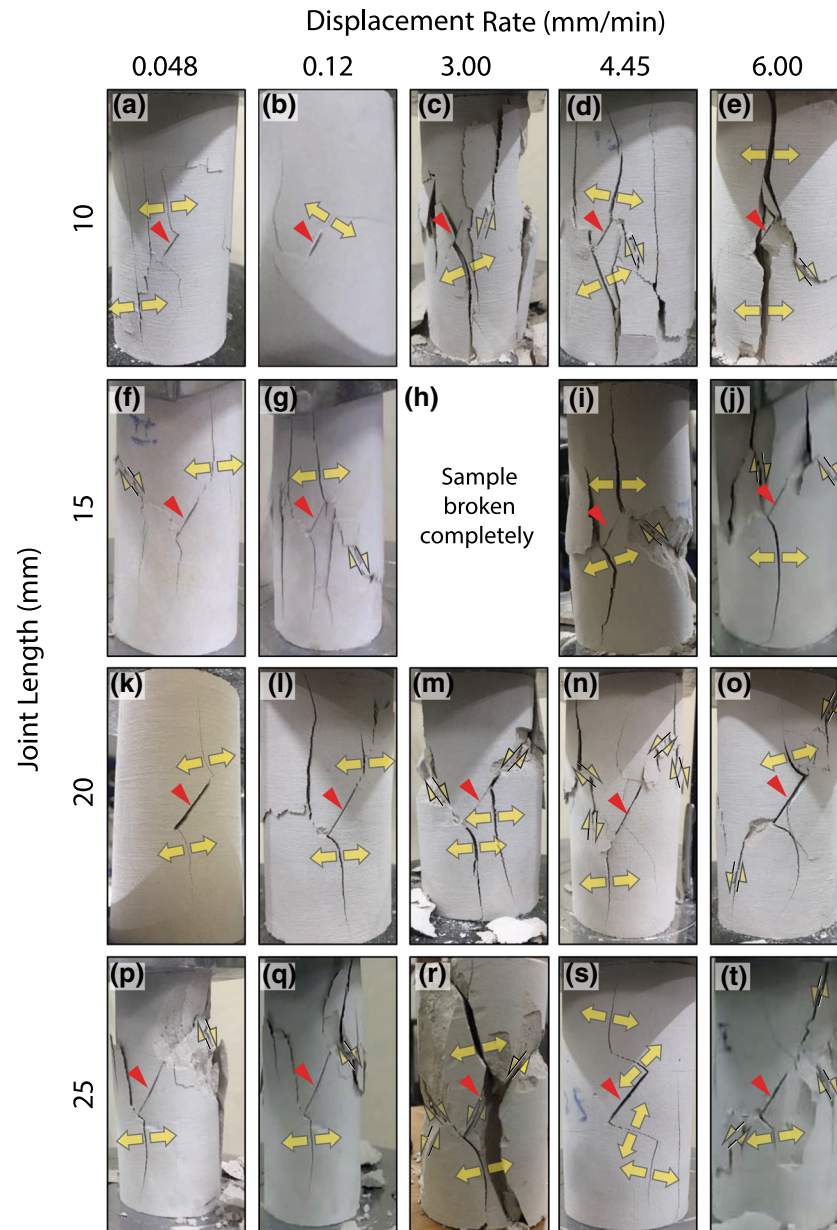 Displacement Rate (mm/min)
0.048 0.12 3.00 4.45 6.00
Joint Length (mm)
10
(a) (b) (c) (d) (e)
15
(f) (g) (h) (i) (j)
Sample
broken
completely
20
(k) (l) (m) (n) (o)
25
(p) (q) (r) (s) (t)